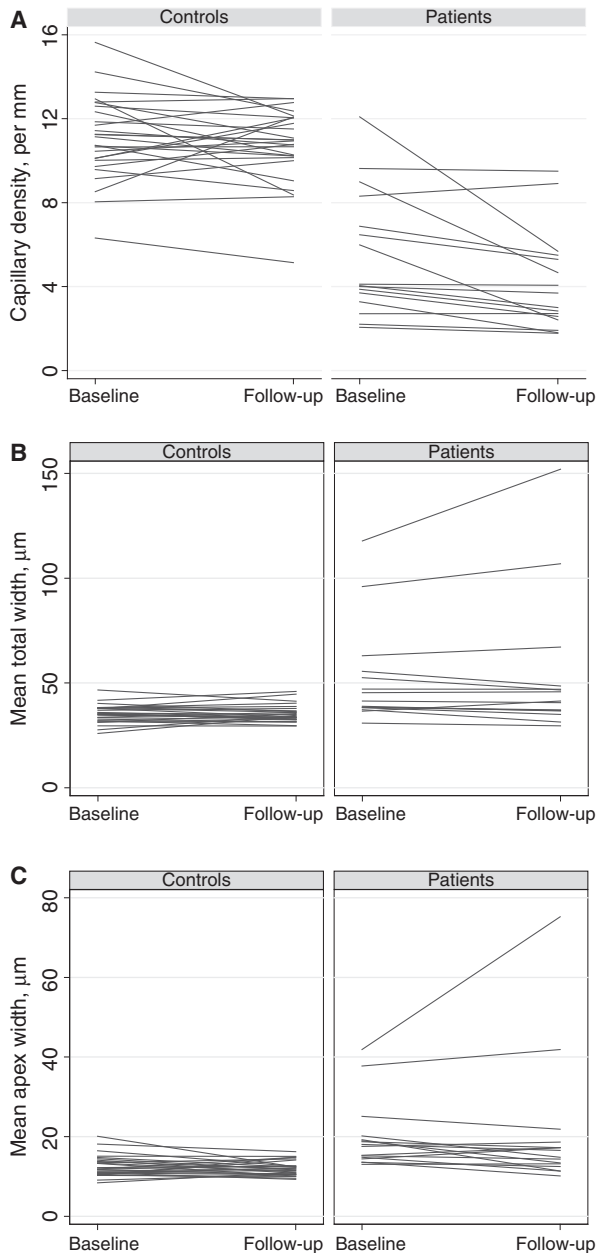 A
Controls
Patients
Capillary density, per mm
16
12
8
4
0
Baseline
Follow-up
Baseline
Follow-up
B
Controls
Patients
Mean total width, μm
150
100
50
0
Baseline
Follow-up
Baseline
Follow-up
C
Controls
Patients
Mean apex width, μm
80
60
40
20
0
Baseline
Follow-up
Baseline
Follow-up